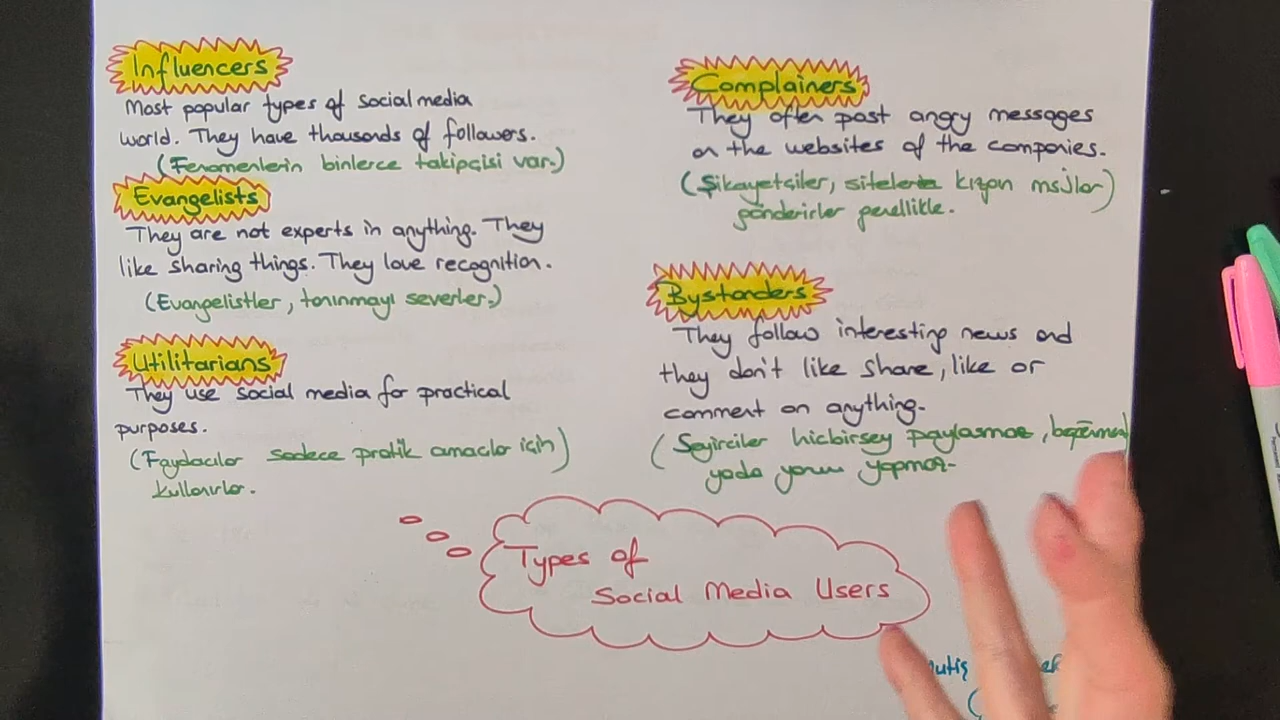 Influencers
Most popular types of social media
world. They have thousands of followers.
(Fenomenlerin binlerce takipçisi var.)
Evangelists
They are not experts in anything. They
like sharing things. They love recognition.
(Evangelistler, tanınmayı severler.)
Utilitarians
They use social media for practical
purposes.
(Faydacılar sadece pratik amaçlar için)
kullanırlar.
Complainers
They often post angry messages
on the websites of the companies.
(Şikayetçiler, sitelere kızgın msjlar)
gönderirler genellikle.
Bystanders
They follow interesting news and
they don't like share, like or
comment on anything.
(Seyirciler hicbirsey paylasmaz,
yada yorum yapmaz.
Types of
Social Media Users